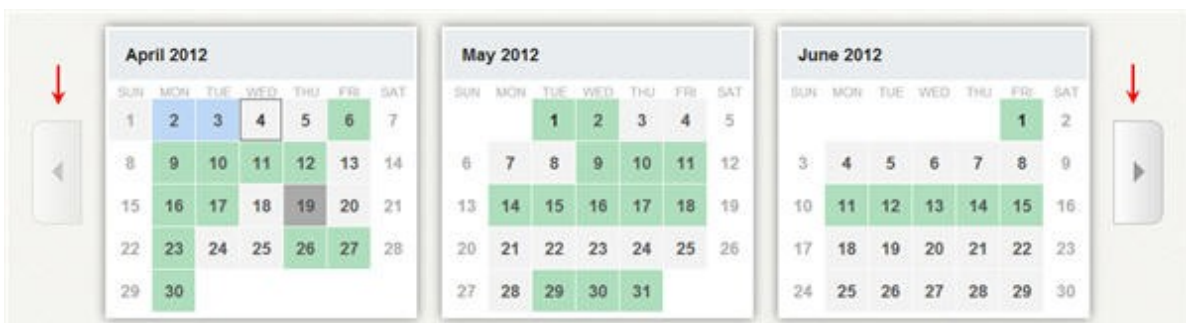 April 2012
SUN MON TUE WED THU FRI SAT
1 2 3 4 5 6 7
8 9 10 11 12 13 14
15 16 17 18 19 20 21
22 23 24 25 26 27 28
29 30
May 2012
SUN MON TUE WED THU FRI SAT
1 2 3 4 5
6 7 8 9 10 11 12
13 14 15 16 17 18 19
20 21 22 23 24 25 26
27 28 29 30 31
June 2012
SUN MON TUE WED THU FRI SAT
1 2
3 4 5 6 7 8 9
10 11 12 13 14 15 16
17 18 19 20 21 22 23
24 25 26 27 28 29 30